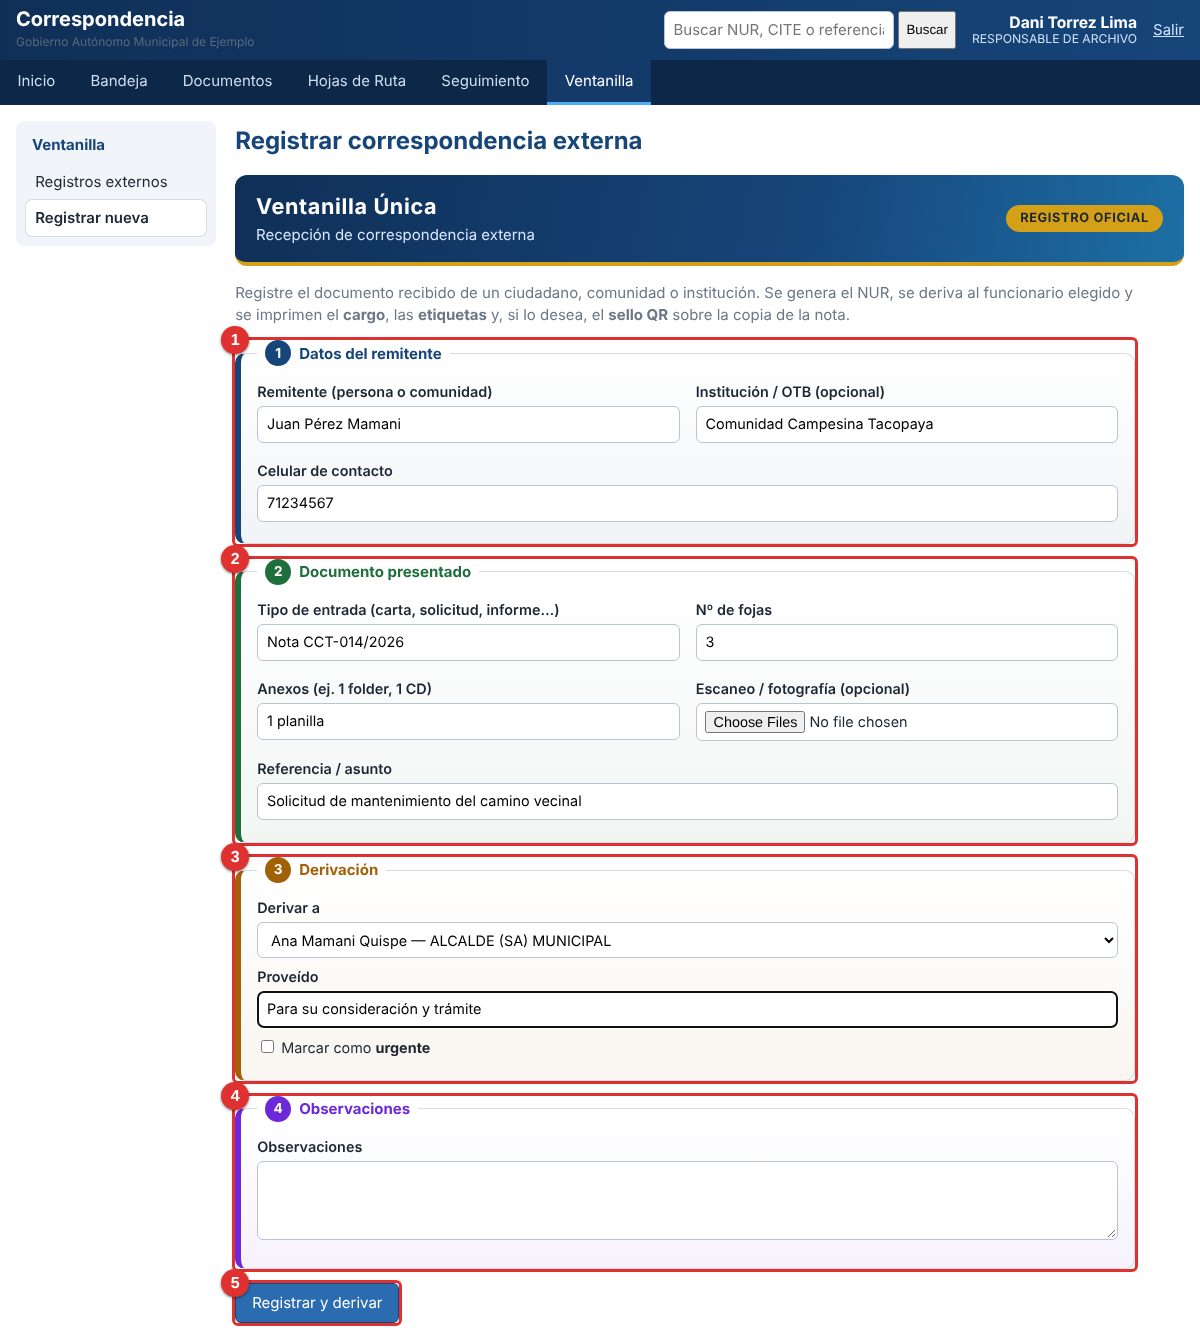 Correspondencia
Gobierno Autónomo Municipal de Ejemplo
Buscar NUR, CITE o referenci
Buscar
Dani Torrez Lima
RESPONSABLE DE ARCHIVO
Salir
Inicio
Bandeja
Documentos
Hojas de Ruta
Seguimiento
Ventanilla
Ventanilla
Registros externos
Registrar nueva
Registrar correspondencia externa
Ventanilla Única
Recepción de correspondencia externa
REGISTRO OFICIAL
Registre el documento recibido de un ciudadano, comunidad o institución. Se genera el NUR, se deriva al funcionario elegido y
se imprimen el cargo, las etiquetas y, si lo desea, el sello QR sobre la copia de la nota.
1
1 Datos del remitente
Remitente (persona o comunidad)
Juan Pérez Mamani
Institución / OTB (opcional)
Comunidad Campesina Tacopaya
Celular de contacto
71234567
2
2 Documento presentado
Tipo de entrada (carta, solicitud, informe...)
Nota CCT-014/2026
Nº de fojas
3
Anexos (ej. 1 folder, 1 CD)
1 planilla
Escaneo / fotografía (opcional)
Choose Files No file chosen
Referencia / asunto
Solicitud de mantenimiento del camino vecinal
3
3 Derivación
Derivar a
Ana Mamani Quispe — ALCALDE (SA) MUNICIPAL
Proveído
Para su consideración y trámite
Marcar como urgente
4
4 Observaciones
Observaciones
5
Registrar y derivar